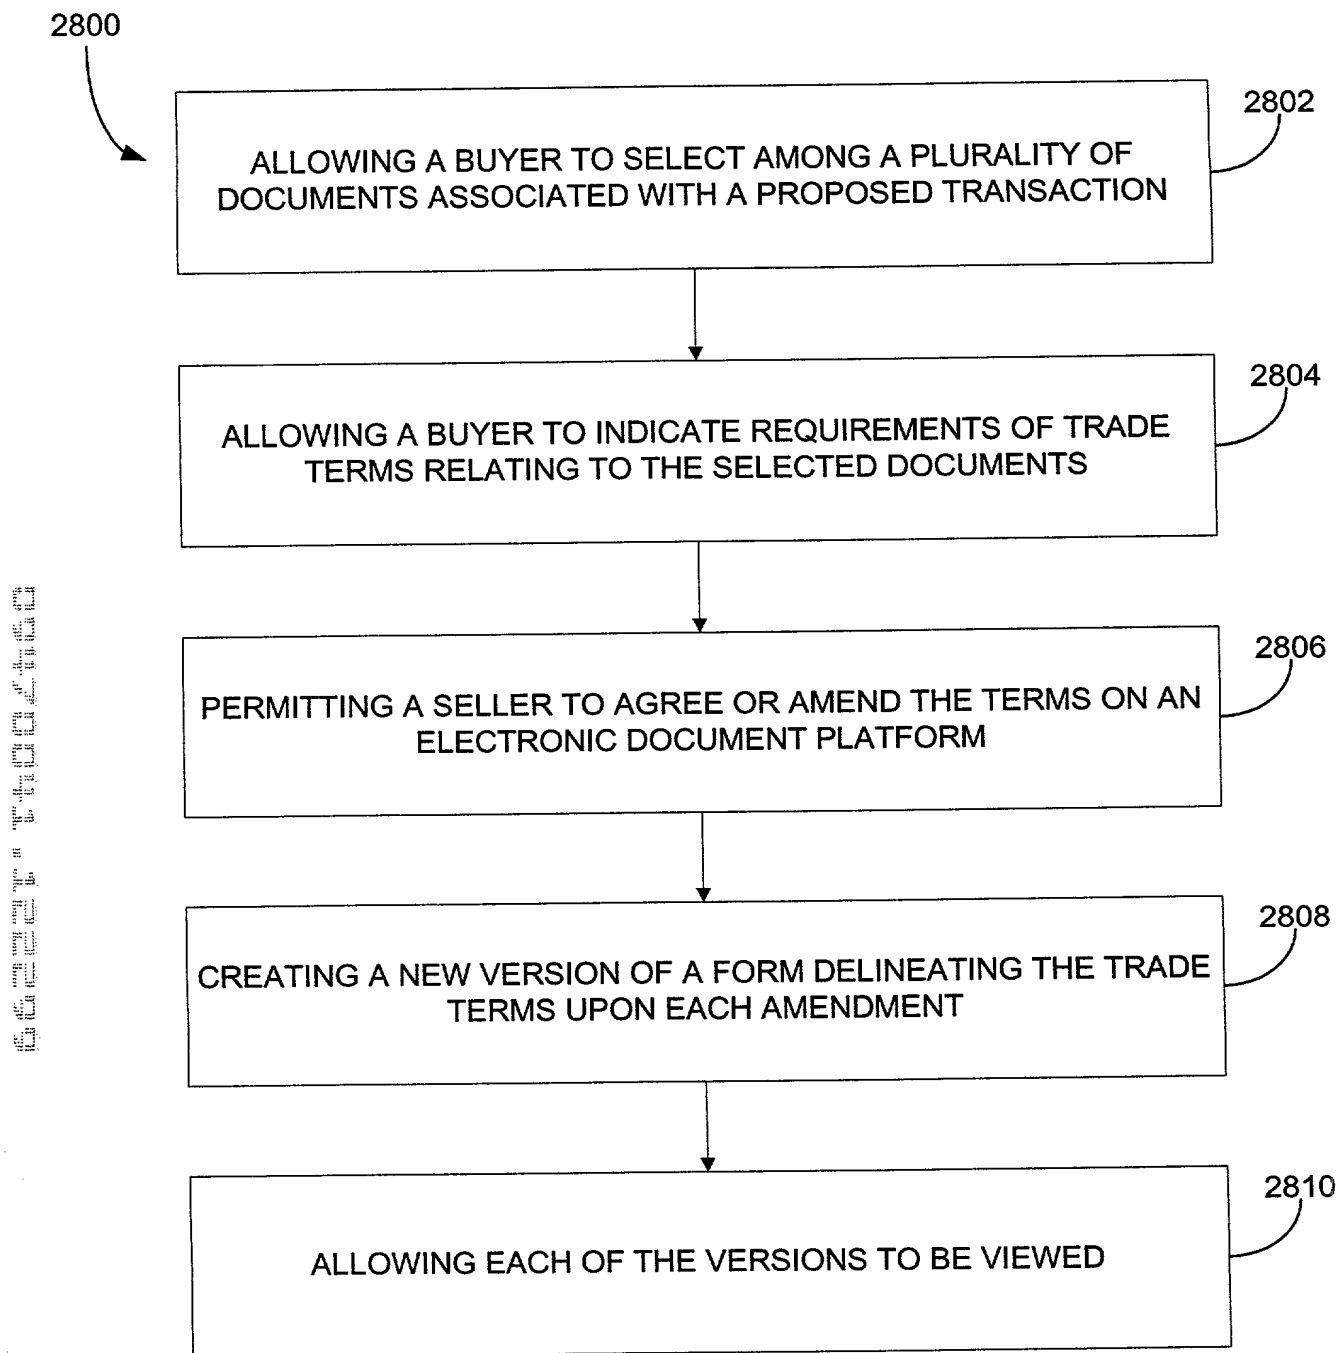 2800
2802
ALLOWING A BUYER TO SELECT AMONG A PLURALITY OF
DOCUMENTS ASSOCIATED WITH A PROPOSED TRANSACTION
2804
ALLOWING A BUYER TO INDICATE REQUIREMENTS OF TRADE
TERMS RELATING TO THE SELECTED DOCUMENTS
2806
PERMITTING A SELLER TO AGREE OR AMEND THE TERMS ON AN
ELECTRONIC DOCUMENT PLATFORM
2808
CREATING A NEW VERSION OF A FORM DELINEATING THE TRADE
TERMS UPON EACH AMENDMENT
2810
ALLOWING EACH OF THE VERSIONS TO BE VIEWED
09470041.122299